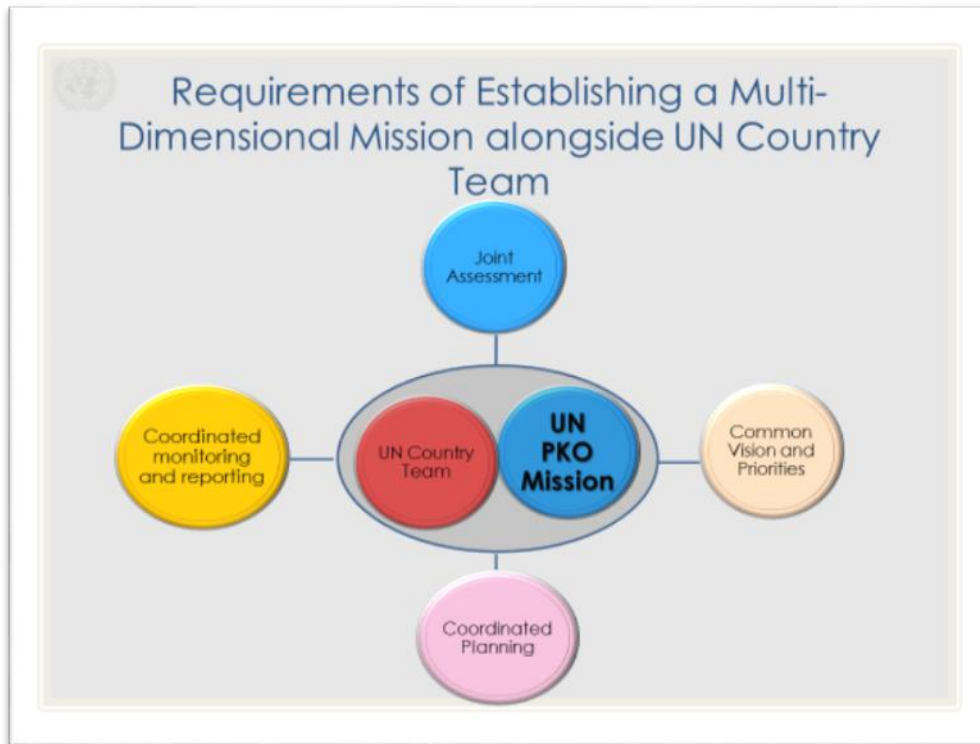 Requirements of Establishing a Multi-
Dimensional Mission alongside UN Country
Team
Joint
Assessment
Coordinated
monitoring
and reporting
UN Country
Team
UN
PKO
Mission
Common
Vision and
Priorities
Coordinated
Planning